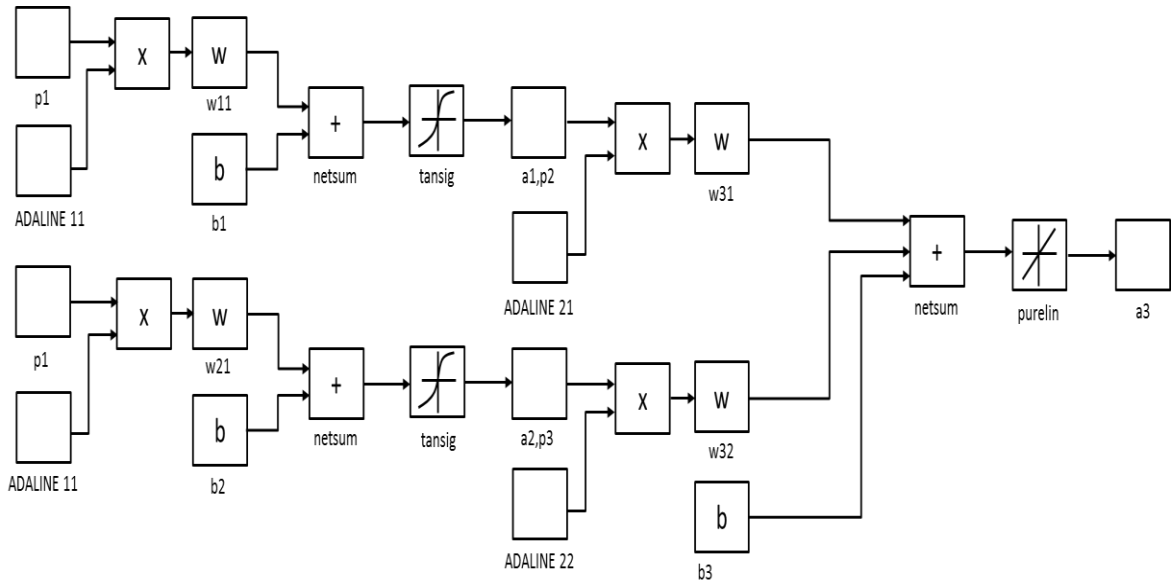 x
w
p1
w11
+
ADALINE 11
b
b1
netsum
tansig
a1,p2
x
w
w31
ADALINE 21
p1
x
w
w21
+
ADALINE 11
b
b2
netsum
tansig
a2,p3
x
w
w32
ADALINE 22
b
b3
+
netsum
purelin
a3